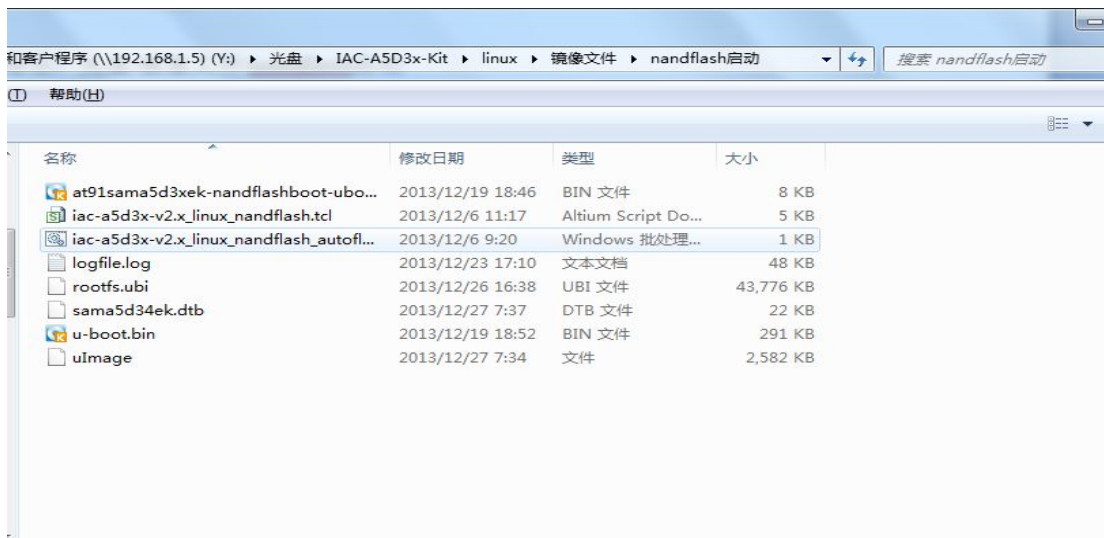 和客户程序 (\\192.168.1.5) (Y:) ▸ 光盘 ▸ IAC-A5D3x-Kit ▸ linux ▸ 镜像文件 ▸ nandflash启动 搜索 nandflash启动
(T) 帮助(H)
名称 修改日期 类型 大小
at91sama5d3xek-nandflashboot-ubo... 2013/12/19 18:46 BIN 文件 8 KB
iac-a5d3x-v2.x_linux_nandflash.tcl 2013/12/6 11:17 Altium Script Do... 5 KB
iac-a5d3x-v2.x_linux_nandflash_autofl... 2013/12/6 9:20 Windows 批处理... 1 KB
logfile.log 2013/12/23 17:10 文本文档 48 KB
rootfs.ubi 2013/12/26 16:38 UBI 文件 43,776 KB
sama5d34ek.dtb 2013/12/27 7:37 DTB 文件 22 KB
u-boot.bin 2013/12/19 18:52 BIN 文件 291 KB
uImage 2013/12/27 7:34 文件 2,582 KB